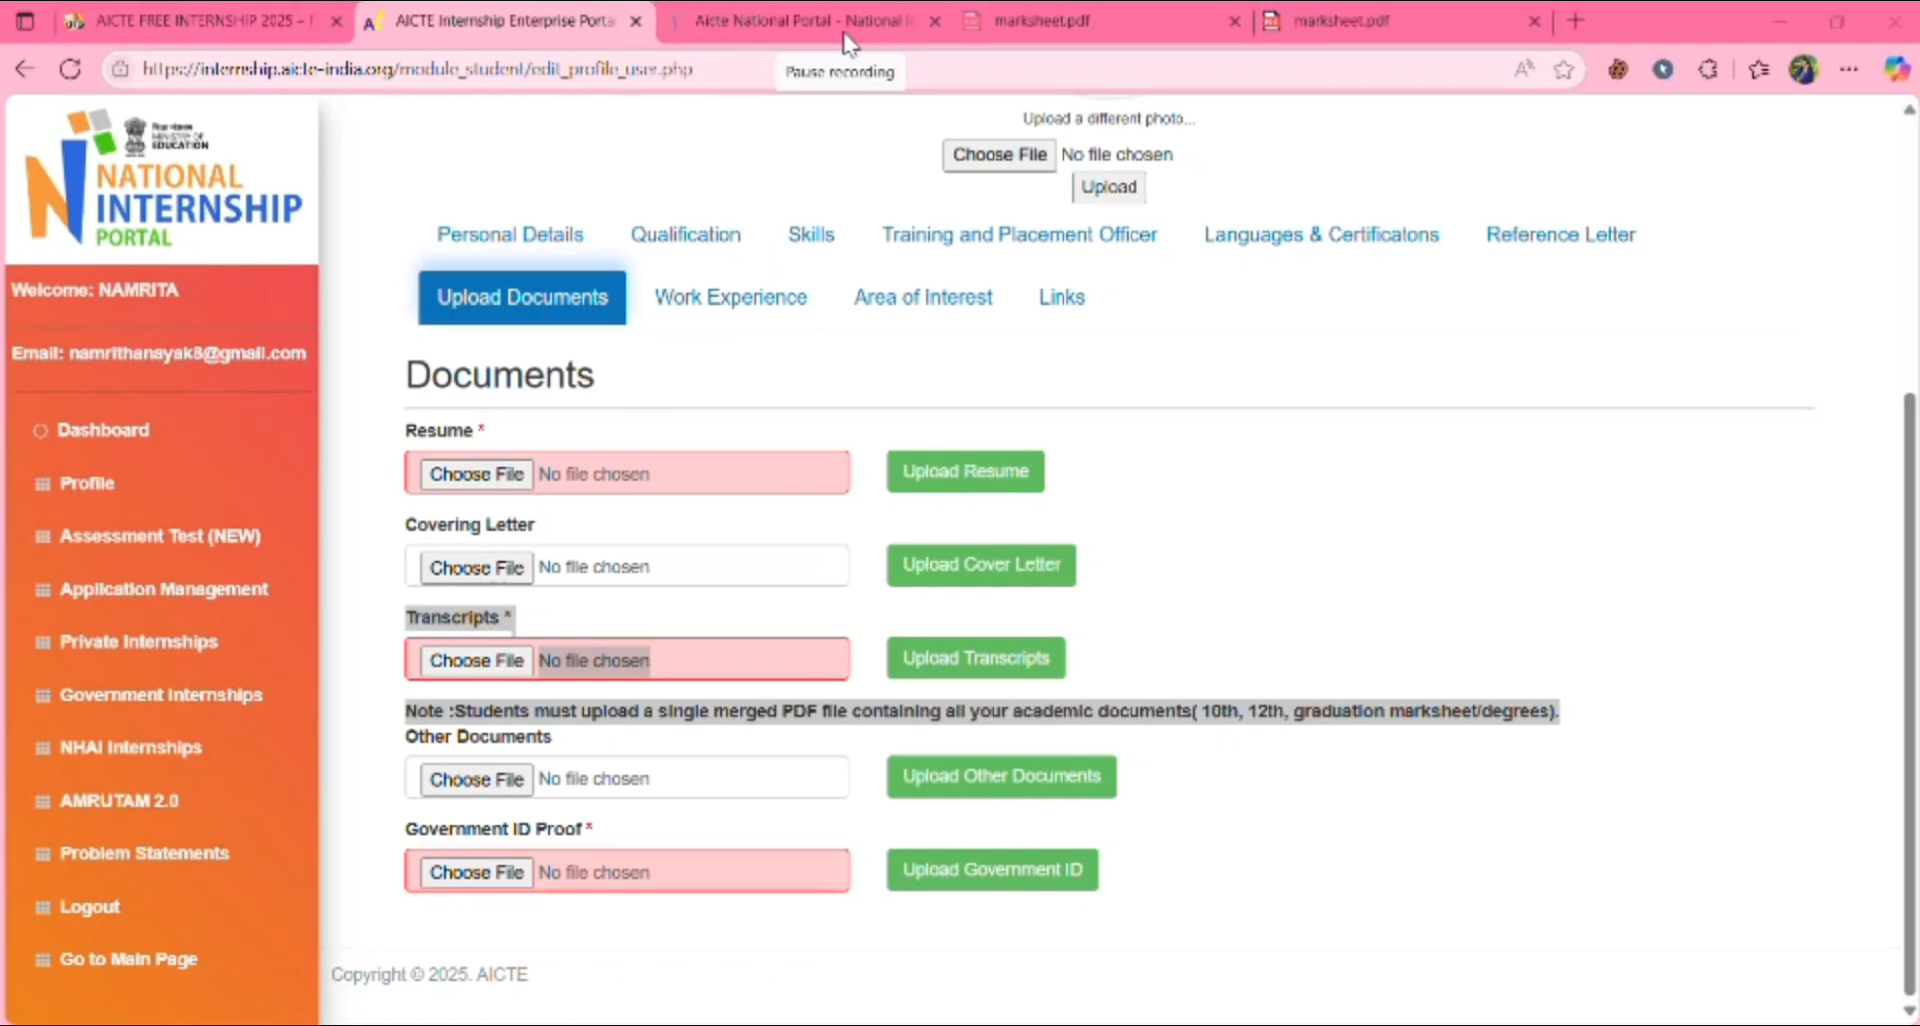 AICTE FREE INTERNSHIP 2025 –
AICTE Internship Enterprise Porta
Aicte National Portal - National I
marksheet.pdf
marksheet.pdf
https://internship.aicte-india.org/module_student/edit_profile_user.php
Pause recording
MINISTRY OF
EDUCATION
NATIONAL
INTERNSHIP
PORTAL
Welcome: NAMRITA
Email: namrithanayak8@gmail.com
Dashboard
Profile
Assessment Test (NEW)
Application Management
Private Internships
Government Internships
NHAI Internships
AMRUTAM 2.0
Problem Statements
Logout
Go to Main Page
Upload a different photo...
Choose File No file chosen
Upload
Personal Details Qualification Skills Training and Placement Officer Languages & Certificatons Reference Letter
Upload Documents Work Experience Area of Interest Links
Documents
Resume *
Choose File No file chosen Upload Resume
Covering Letter
Choose File No file chosen Upload Cover Letter
Transcripts *
Choose File No file chosen Upload Transcripts
Note :Students must upload a single merged PDF file containing all your academic documents( 10th, 12th, graduation marksheet/degrees).
Other Documents
Choose File No file chosen Upload Other Documents
Government ID Proof *
Choose File No file chosen Upload Government ID
Copyright © 2025. AICTE